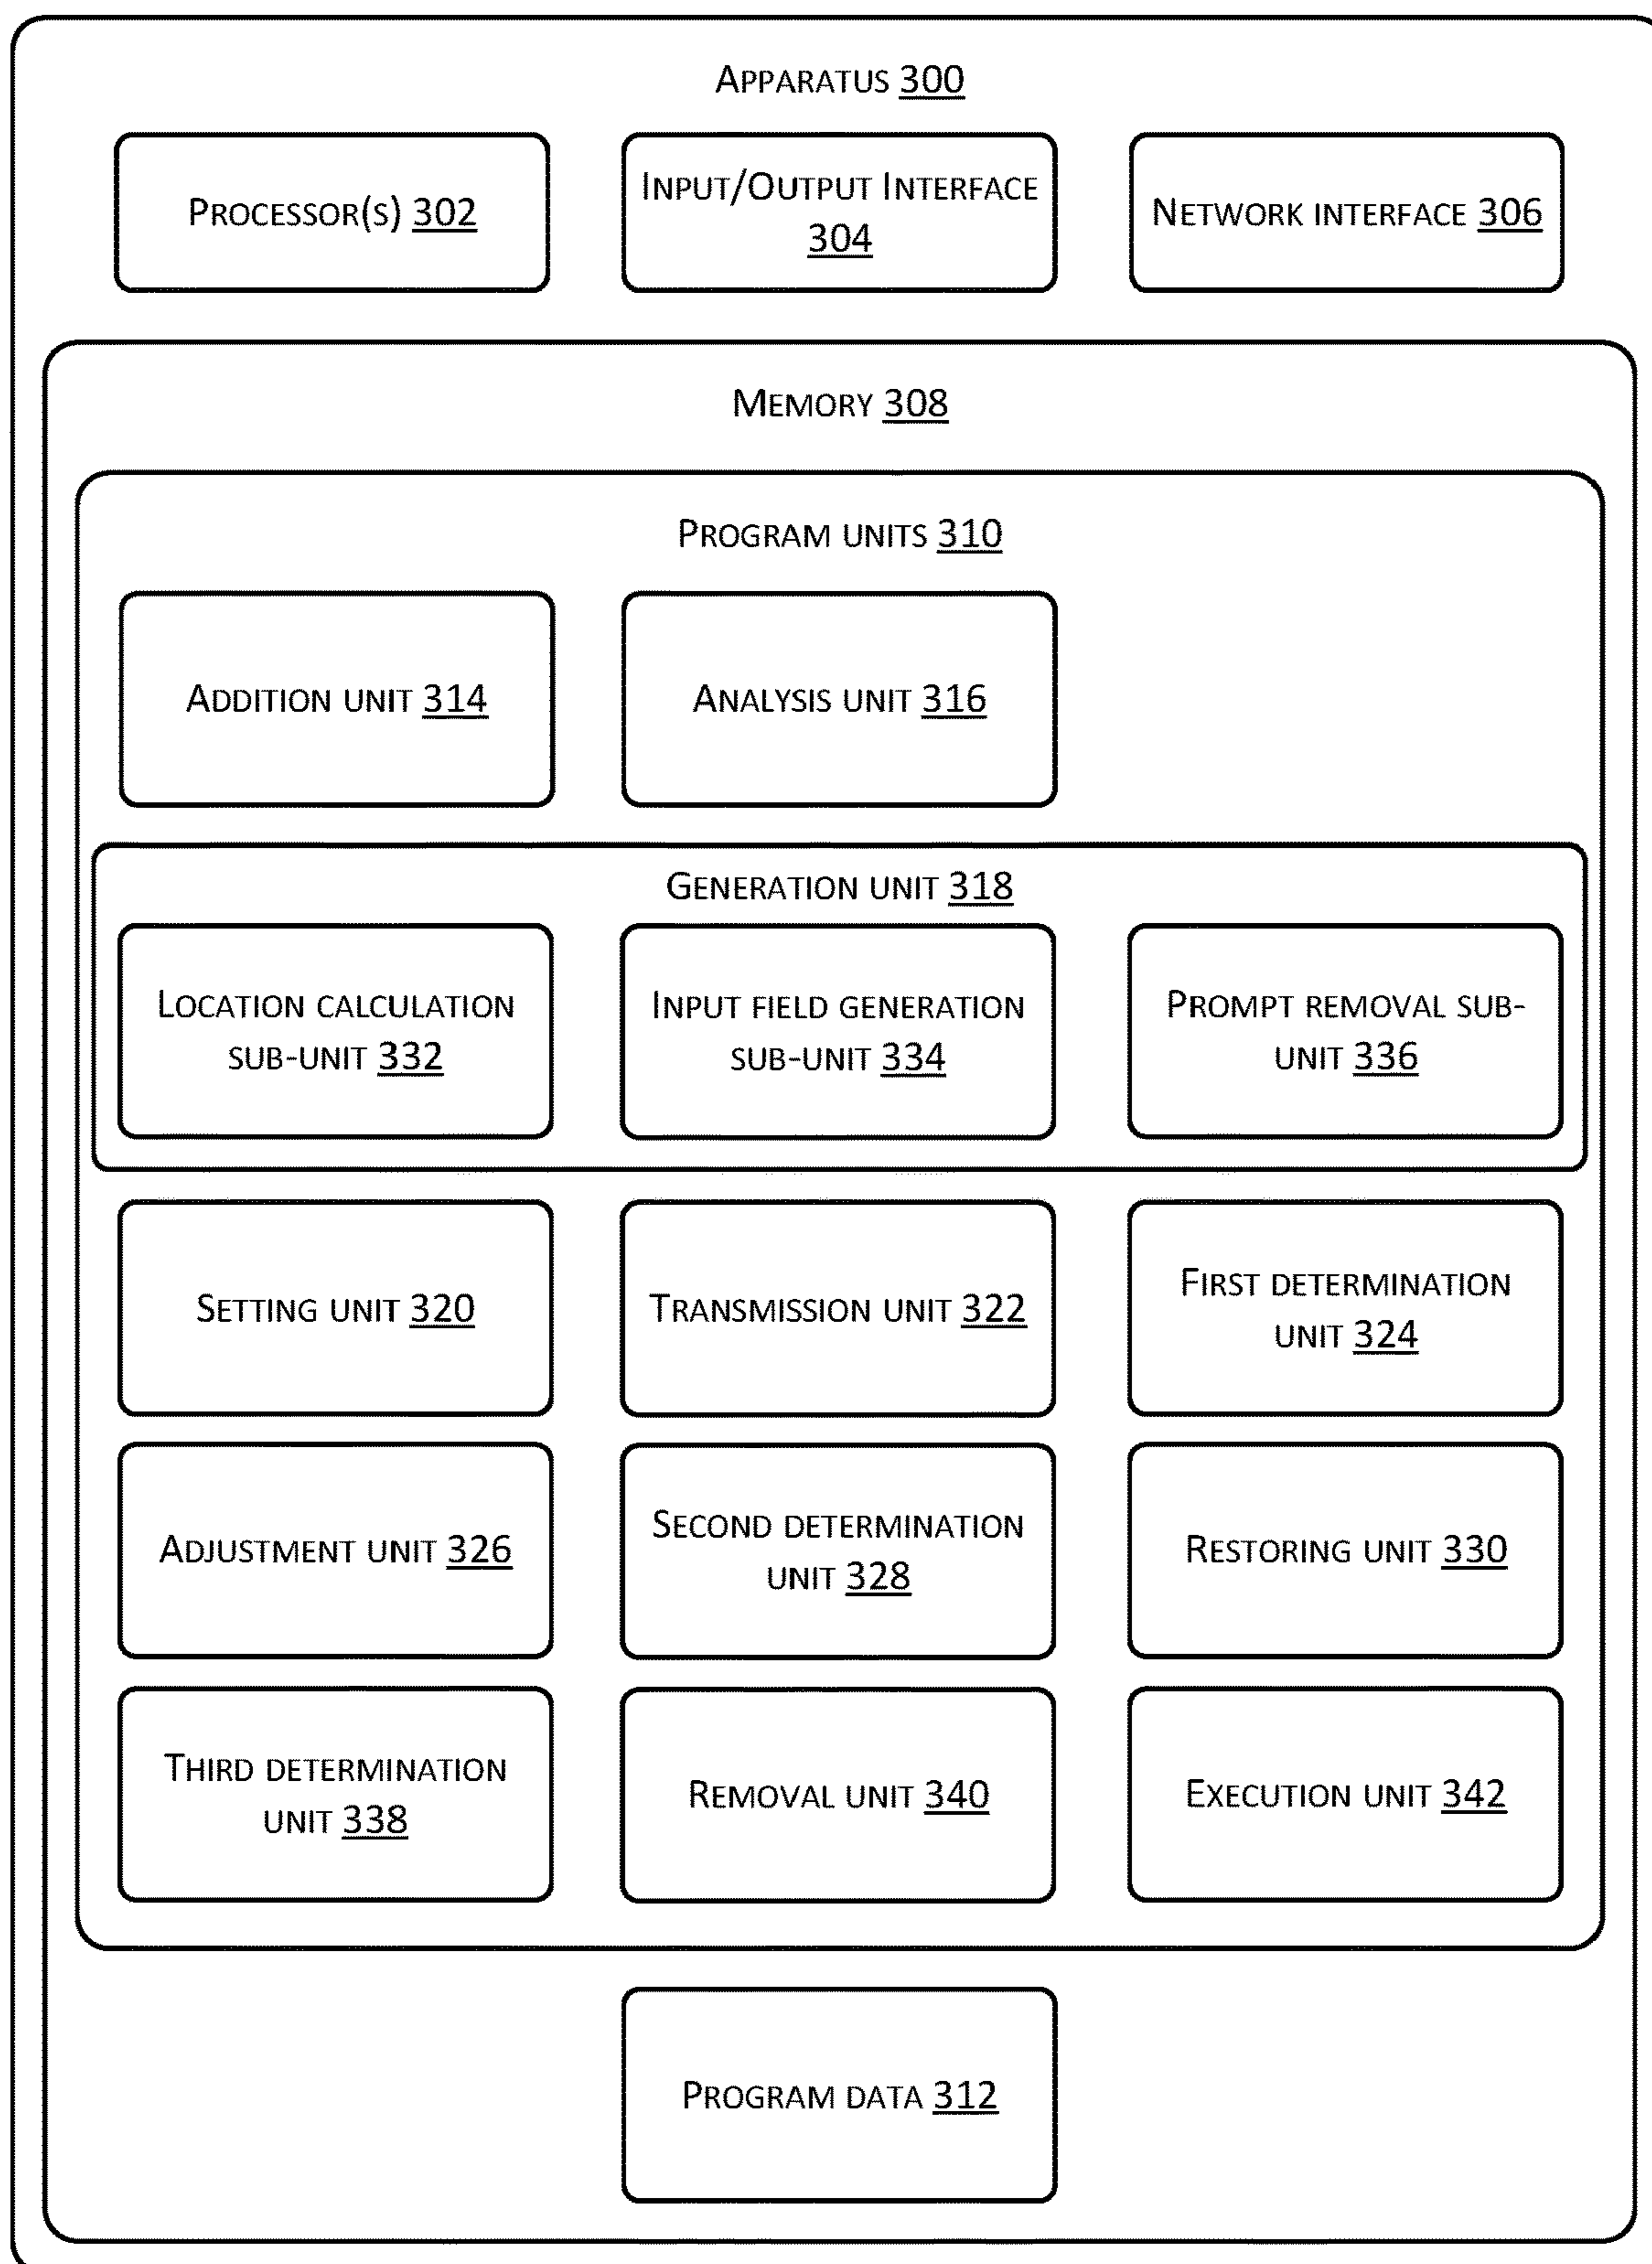 APPARATUS 300
PROCESSOR(S) 302
INPUT/OUTPUT INTERFACE
304
NETWORK INTERFACE 306
MEMORY 308
PROGRAM UNITS 310
ADDITION UNIT 314
ANALYSIS UNIT 316
GENERATION UNIT 318
LOCATION CALCULATION
SUB-UNIT 332
INPUT FIELD GENERATION
SUB-UNIT 334
PROMPT REMOVAL SUB-
UNIT 336
SETTING UNIT 320
TRANSMISSION UNIT 322
FIRST DETERMINATION
UNIT 324
ADJUSTMENT UNIT 326
SECOND DETERMINATION
UNIT 328
RESTORING UNIT 330
THIRD DETERMINATION
UNIT 338
REMOVAL UNIT 340
EXECUTION UNIT 342
PROGRAM DATA 312